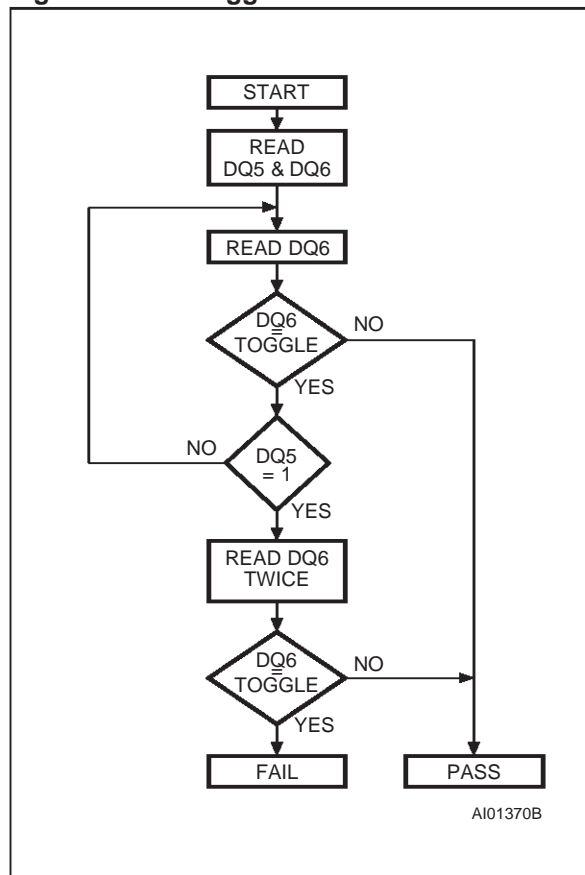 START
READ
DQ5 & DQ6
READ DQ6
DQ6
=
TOGGLE
NO
YES
NO
DQ5
= 1
YES
READ DQ6
TWICE
DQ6
=
TOGGLE
NO
YES
FAIL
PASS
AI01370B